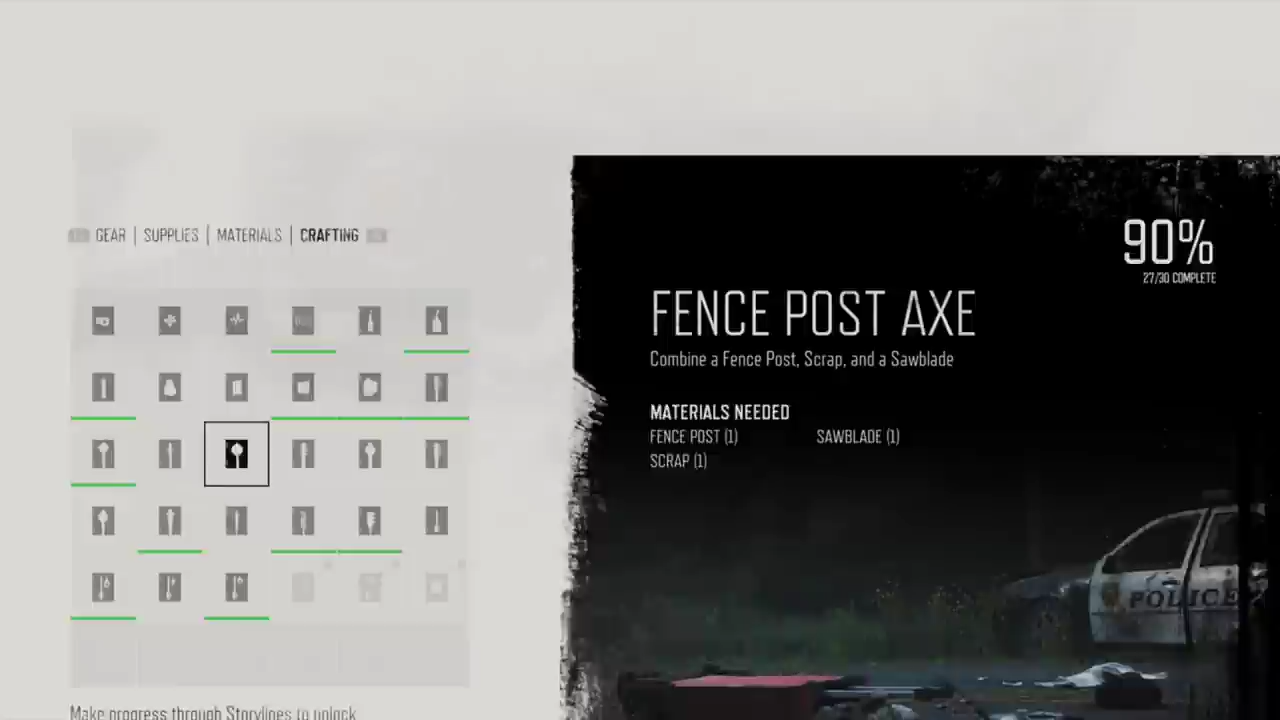 GEAR | SUPPLIES | MATERIALS | CRAFTING
90%
27/30 COMPLETE
FENCE POST AXE
Combine a Fence Post, Scrap, and a Sawblade
MATERIALS NEEDED
FENCE POST (1) SAWBLADE (1)
SCRAP (1)
POLICE
Make progress through Storylines to unlock